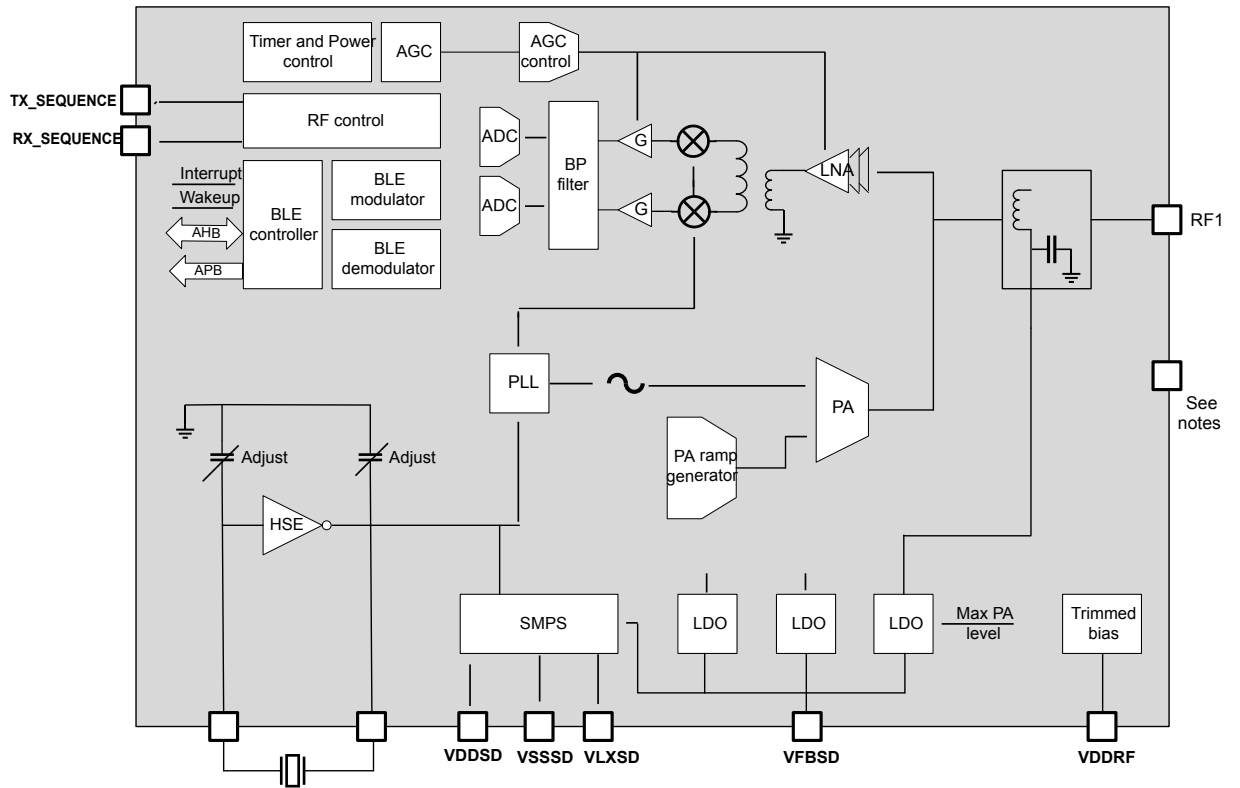 Timer and Power
control
AGC
AGC
control
TX_SEQUENCE
RX_SEQUENCE
RF control
ADC
ADC
BP
filter
G
G
LNA
Interrupt
Wakeup
AHB
APB
BLE
controller
BLE
modulator
BLE
demodulator
RF1
PLL
PA
See
notes
Adjust
Adjust
PA ramp
generator
HSE
SMPS
LDO
LDO
LDO
Max PA
level
Trimmed
bias
VDDSD
VSSSD
VLXSD
VFBSD
VDDRF